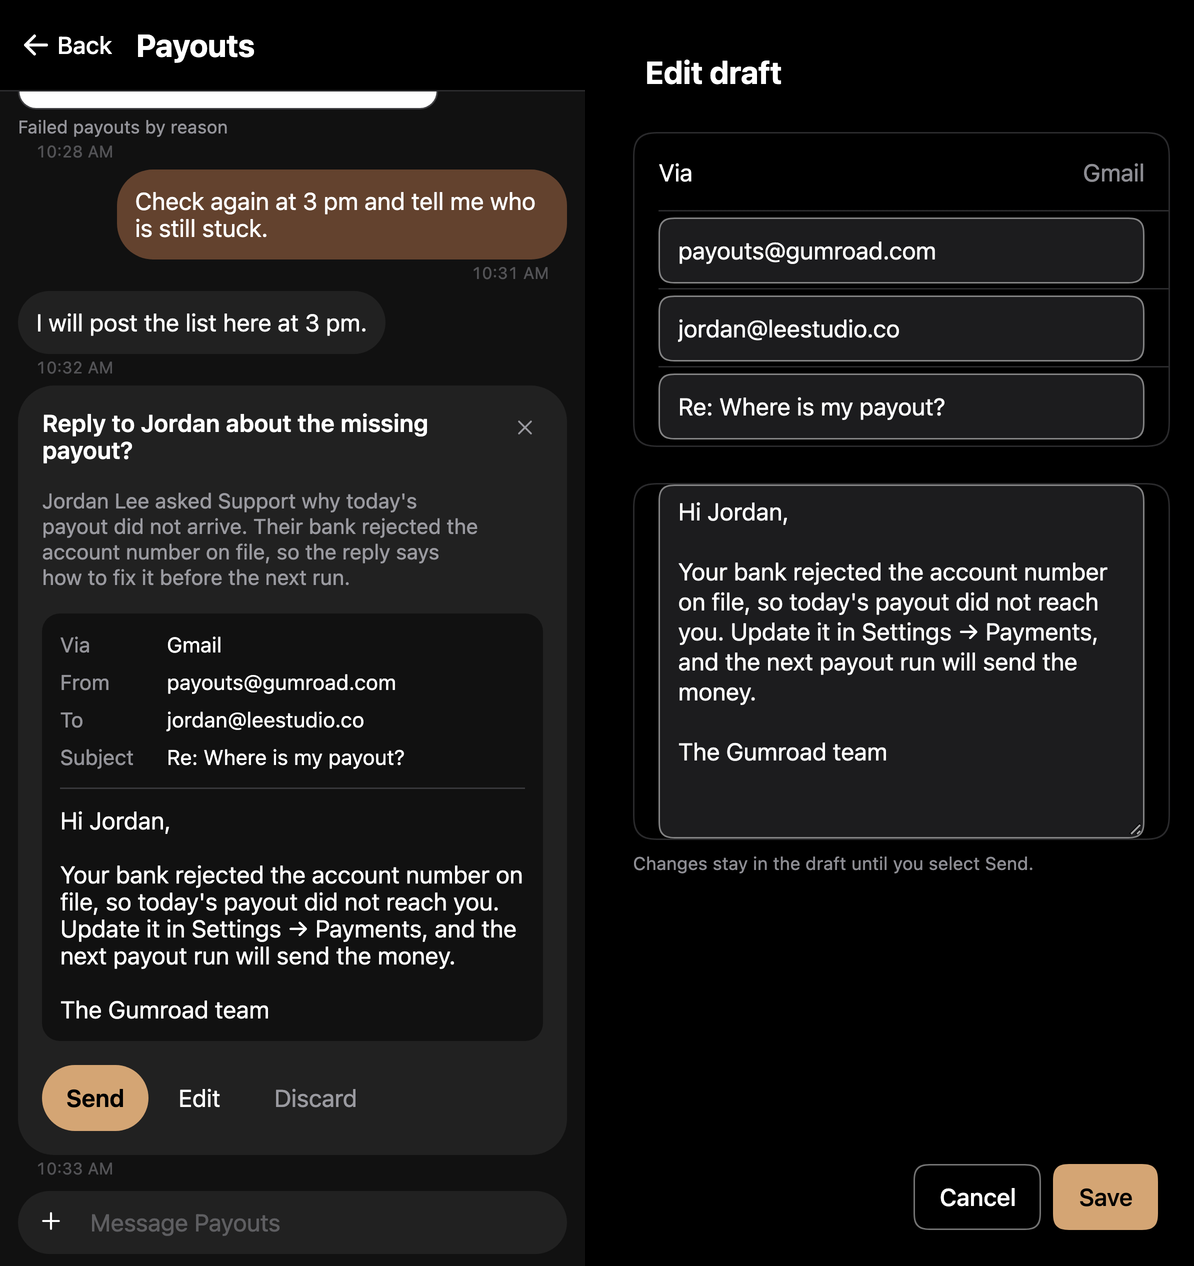 Back Payouts
Failed payouts by reason
10:28 AM
Check again at 3 pm and tell me who
is still stuck.
10:31 AM
I will post the list here at 3 pm.
10:32 AM
Reply to Jordan about the missing
payout?
Jordan Lee asked Support why today's
payout did not arrive. Their bank rejected the
account number on file, so the reply says
how to fix it before the next run.
Via Gmail
From payouts@gumroad.com
To jordan@leestudio.co
Subject Re: Where is my payout?
Hi Jordan,
Your bank rejected the account number on
file, so today's payout did not reach you.
Update it in Settings → Payments, and the
next payout run will send the money.
The Gumroad team
Send Edit Discard
10:33 AM
Message Payouts
Edit draft
Via Gmail
payouts@gumroad.com
jordan@leestudio.co
Re: Where is my payout?
Hi Jordan,
Your bank rejected the account number
on file, so today's payout did not reach
you. Update it in Settings → Payments,
and the next payout run will send the
money.
The Gumroad team
Changes stay in the draft until you select Send.
Cancel Save